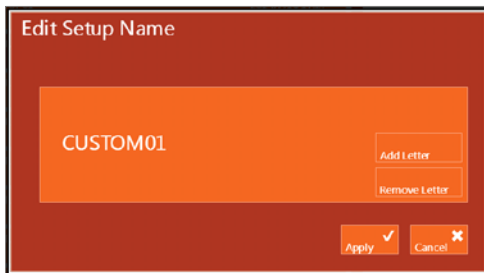 Edit Setup Name
CUSTOM01
Add Letter
Remove Letter
Apply
Cancel